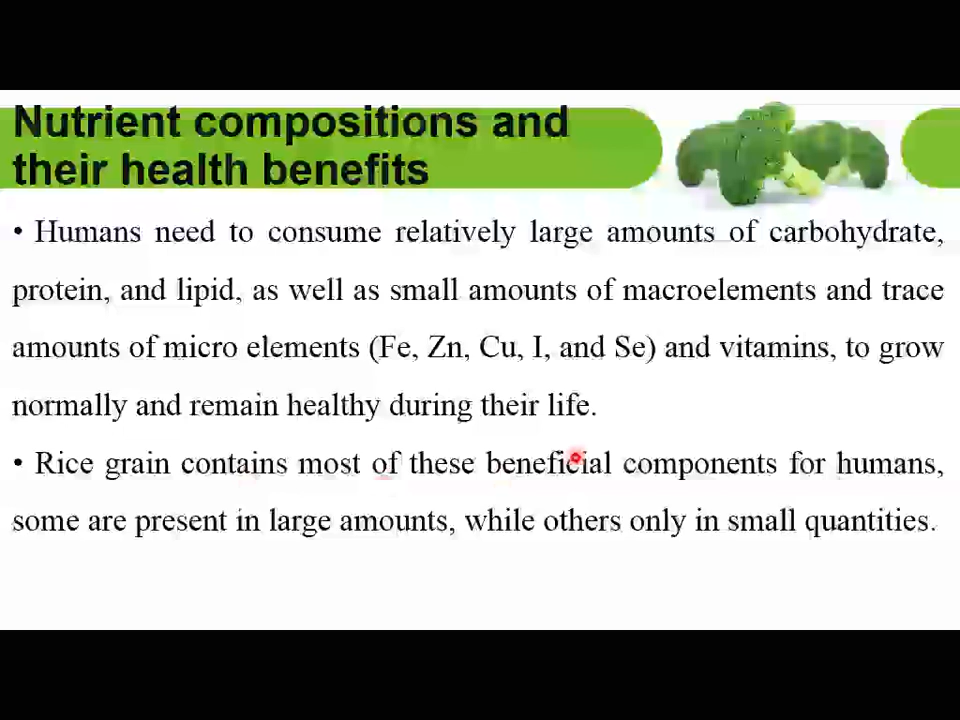 Nutrient compositions and
their health benefits
• Humans need to consume relatively large amounts of carbohydrate,
protein, and lipid, as well as small amounts of macroelements and trace
amounts of micro elements (Fe, Zn, Cu, I, and Se) and vitamins, to grow
normally and remain healthy during their life.
• Rice grain contains most of these beneficial components for humans,
some are present in large amounts, while others only in small quantities.